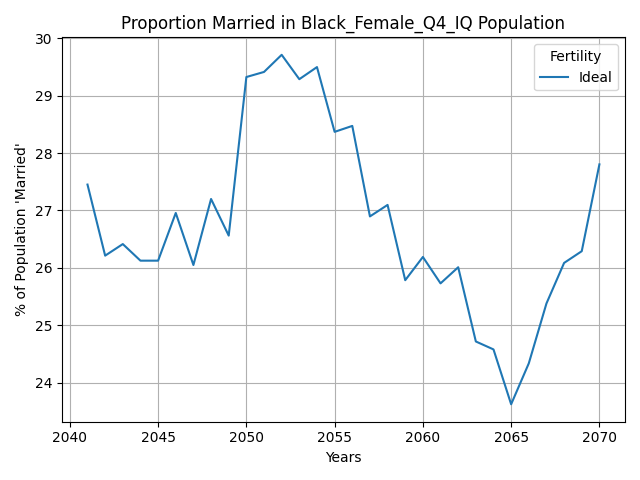 Proportion Married in Black_Female_Q4_IQ Population
% of Population 'Married'
30
29
28
27
26
25
24
Fertility
Ideal
2040 2045 2050 2055 2060 2065 2070
Years